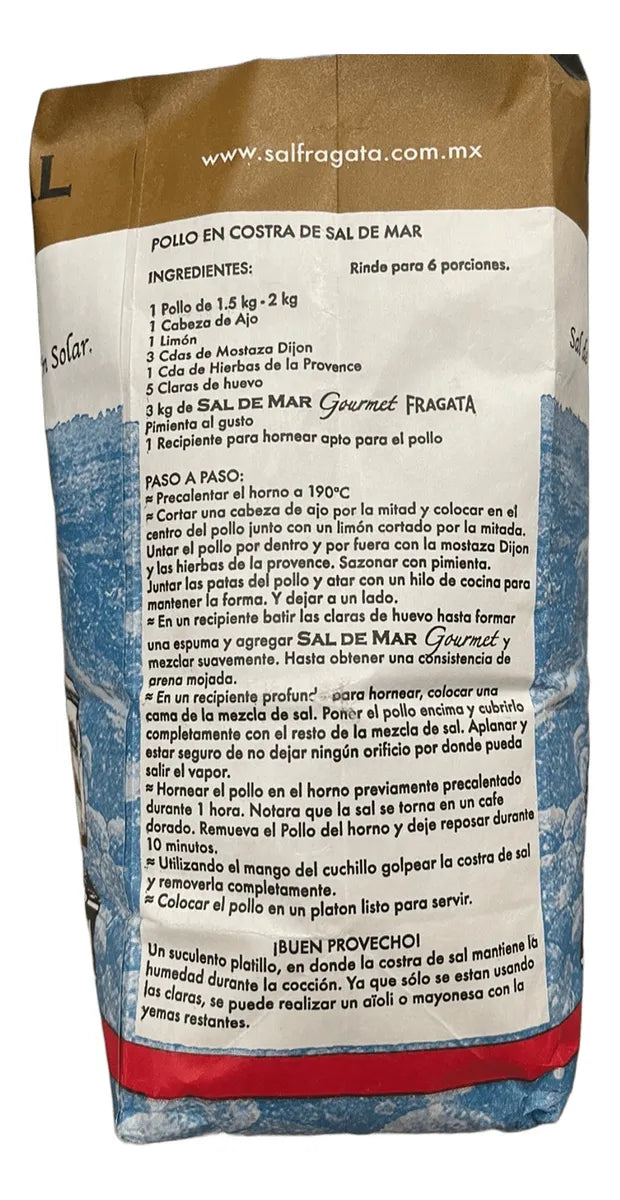 AL
www.salfragata.com.mx
POLLO EN COSTRA DE SAL DE MAR
INGREDIENTES:
Rinde para 6 porciones.
1 Pollo de 1.5 kg - 2 kg
1 Cabeza de Ajo
1 Limón
3 Cdas de Mostaza Dijon
1 Cda de Hierbas de la Provence
5 Claras de huevo
3 kg de SAL DE MAR Gourmet FRAGATA
Pimienta al gusto
1 Recipiente para hornear apto para el pollo
Solar.
PASO A PASO:
≈ Precalentar el horno a 190°C
≈ Cortar una cabeza de ajo por la mitad y colocar en el
centro del pollo junto con un limón cortado por la mitada.
Untar el pollo por dentro y por fuera con la mostaza Dijon
y las hierbas de la provence. Sazonar con pimienta.
Juntar las patas del pollo y atar con un hilo de cocina para
mantener la forma. Y dejar a un lado.
≈ En un recipiente batir las claras de huevo hasta formar
una espuma y agregar SAL DE MAR Gourmet y
mezclar suavemente. Hasta obtener una consistencia de
arena mojada.
≈ En un recipiente profund para hornear, colocar una
cama de la mezcla de sal. Poner el pollo encima y cubrirlo
completamente con el resto de la mezcla de sal. Aplanar y
estar seguro de no dejar ningún orificio por donde pueda
salir el vapor.
≈ Hornear el pollo en el horno previamente precalentado
durante 1 hora. Notara que la sal se torna en un cafe
dorado. Remueva el Pollo del horno y deje reposar durante
10 minutos.
≈ Utilizando el mango del cuchillo golpear la costra de sal
y removerla completamente.
≈ Colocar el pollo en un platon listo para servir.
¡BUEN PROVECHO!
Un suculento platillo, en donde la costra de sal mantiene la
humedad durante la cocción. Ya que sólo se estan usando
las claras, se puede realizar un aïoli o mayonesa con la
yemas restantes.